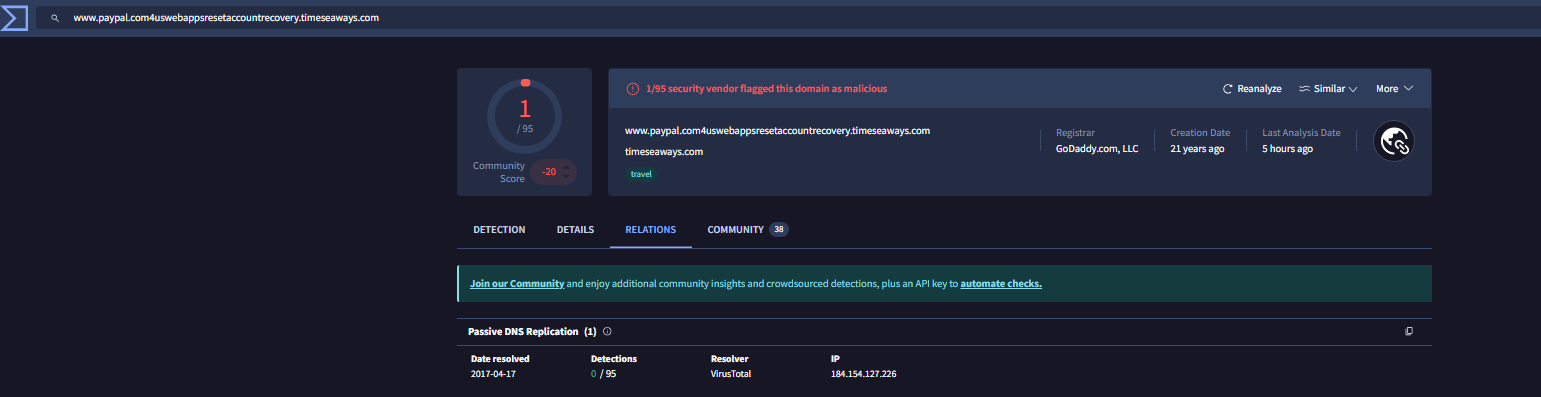 www.paypal.com4uswebappsresetaccountrecovery.timeseaways.com
1
/ 95
Community Score
-20
1/95 security vendor flagged this domain as malicious
Reanalyze
Similar
More
www.paypal.com4uswebappsresetaccountrecovery.timeseaways.com
timeseaways.com
travel
Registrar
GoDaddy.com, LLC
Creation Date
21 years ago
Last Analysis Date
5 hours ago
DETECTION DETAILS RELATIONS COMMUNITY 38
Join our Community and enjoy additional community insights and crowdsourced detections, plus an API key to automate checks.
Passive DNS Replication (1)
Date resolved Detections Resolver IP
2017-04-17 0 / 95 VirusTotal 184.154.127.226